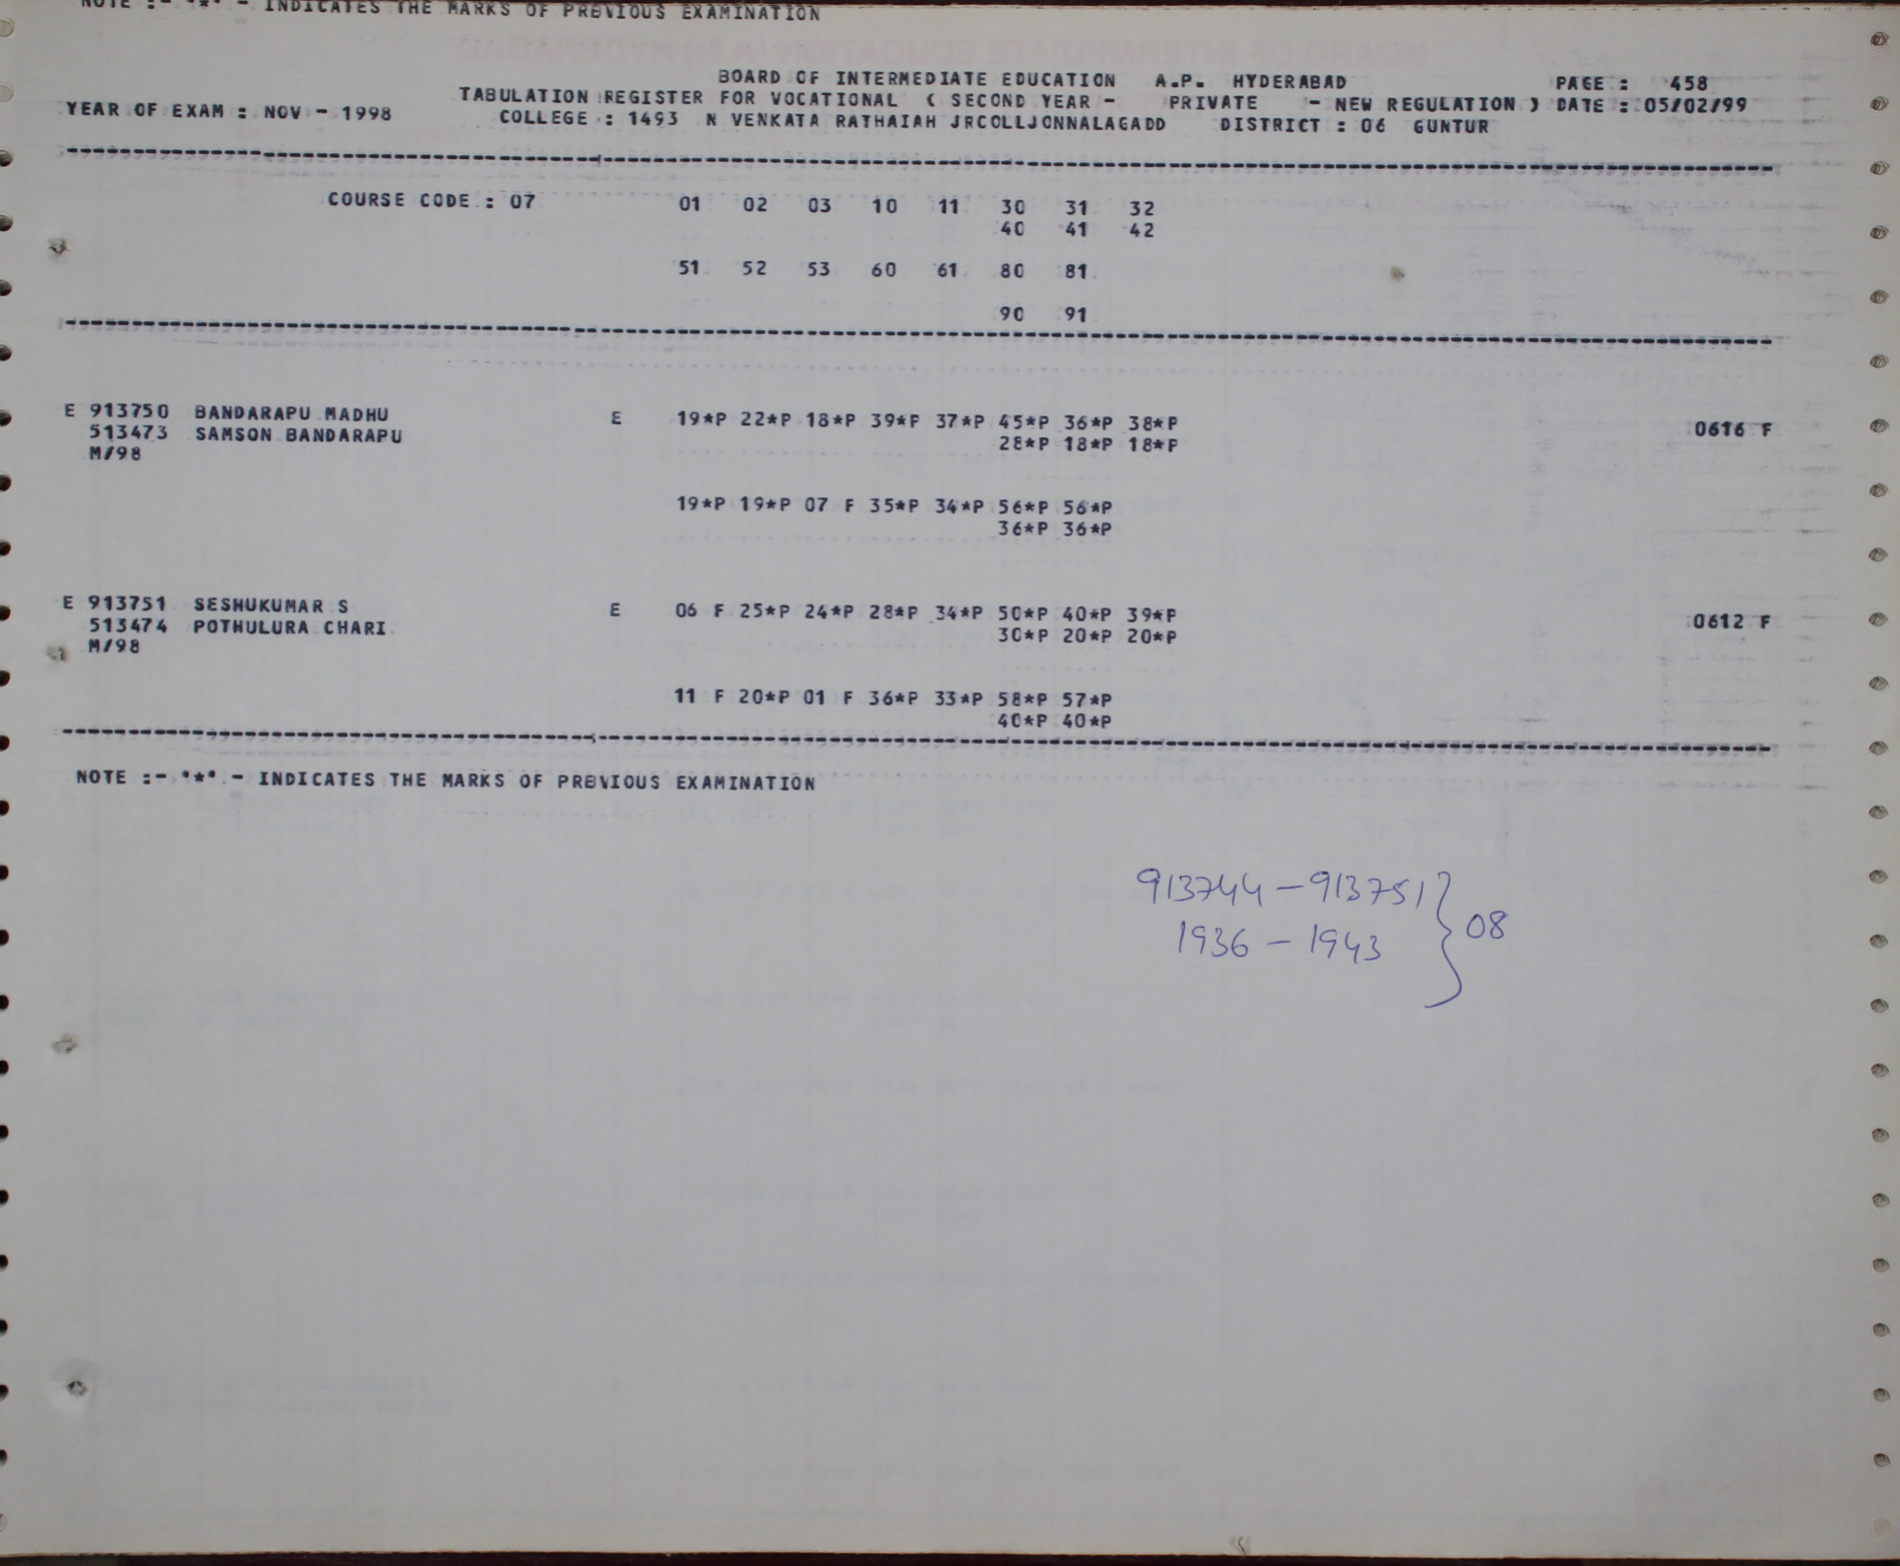 NOTE :- '*' - INDICATES THE MARKS OF PREVIOUS EXAMINATION
BOARD OF INTERMEDIATE EDUCATION A.P. HYDERABAD PAGE : 458
TABULATION REGISTER FOR VOCATIONAL ( SECOND YEAR - PRIVATE - NEW REGULATION ) DATE : 05/02/99
YEAR OF EXAM : NOV - 1998 COLLEGE : 1493 N VENKATA RATHAIAH JRCOLLJONNALAGADD DISTRICT : 06 GUNTUR
COURSE CODE : 07 01 02 03 10 11 30 31 32
40 41 42
51 52 53 60 61 80 81
90 91
E 913750 BANDARAPU MADHU E 19*P 22*P 18*P 39*P 37*P 45*P 36*P 38*P 0616 F
513473 SAMSON BANDARAPU 28*P 18*P 18*P
M/98
19*P 19*P 07 F 35*P 34*P 56*P 56*P
36*P 36*P
E 913751 SESHUKUMAR S E 06 F 25*P 24*P 28*P 34*P 50*P 40*P 39*P 0612 F
513474 POTHULURA CHARI 30*P 20*P 20*P
M/98
11 F 20*P 01 F 36*P 33*P 58*P 57*P
40*P 40*P
NOTE :- '*' - INDICATES THE MARKS OF PREVIOUS EXAMINATION
913744 - 913751 } 08
1936 - 1943